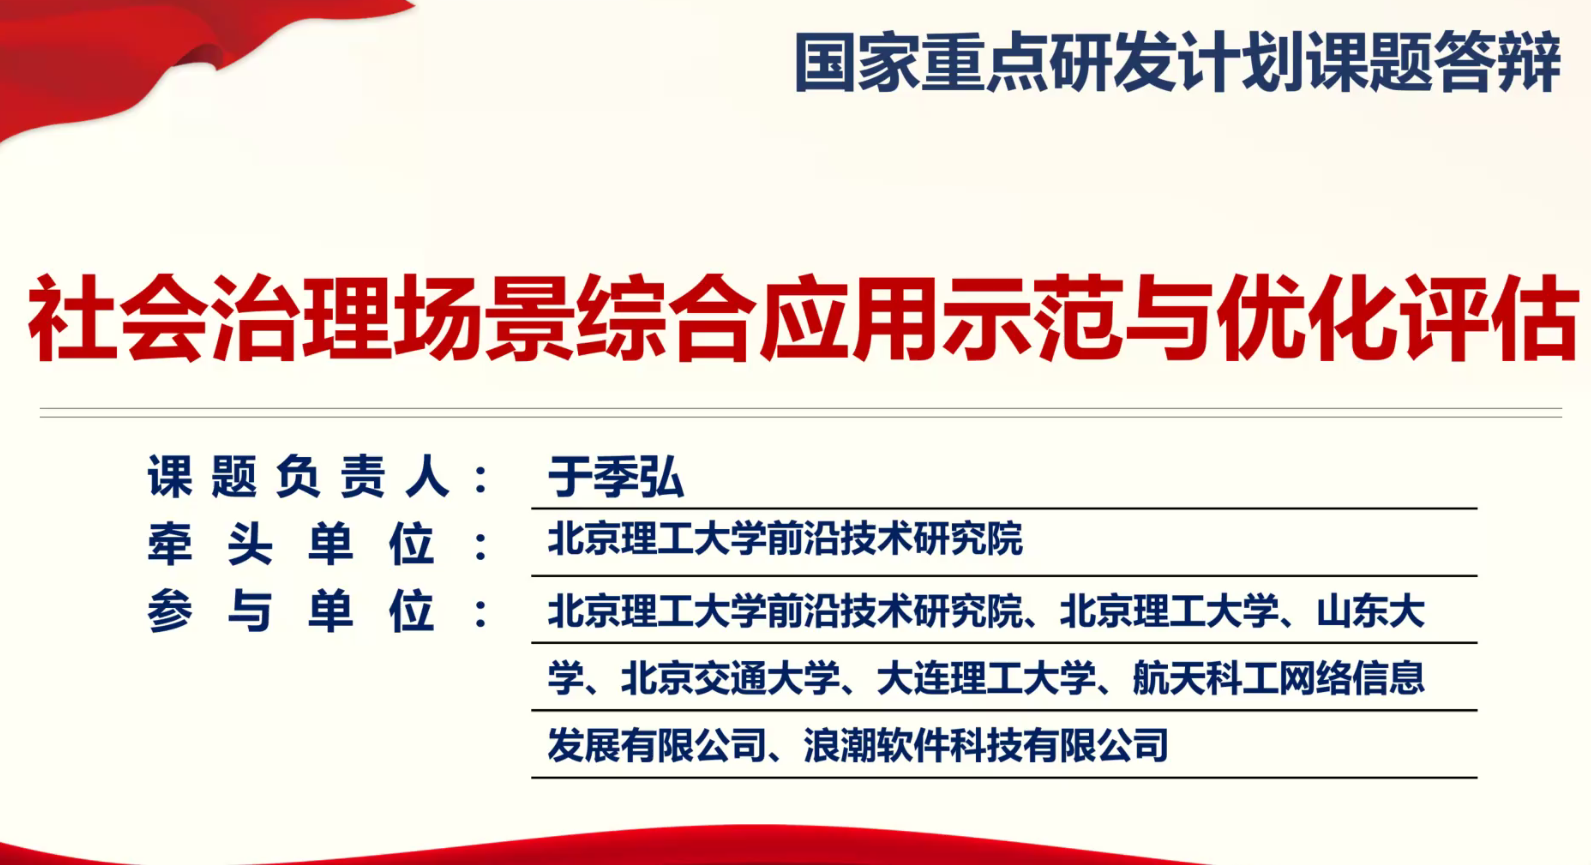 国家重点研发计划课题答辩
社会治理场景综合应用示范与优化评估
课题负责人： 于季弘
牵头单位： 北京理工大学前沿技术研究院
参与单位： 北京理工大学前沿技术研究院、北京理工大学、山东大
学、北京交通大学、大连理工大学、航天科工网络信息
发展有限公司、浪潮软件科技有限公司